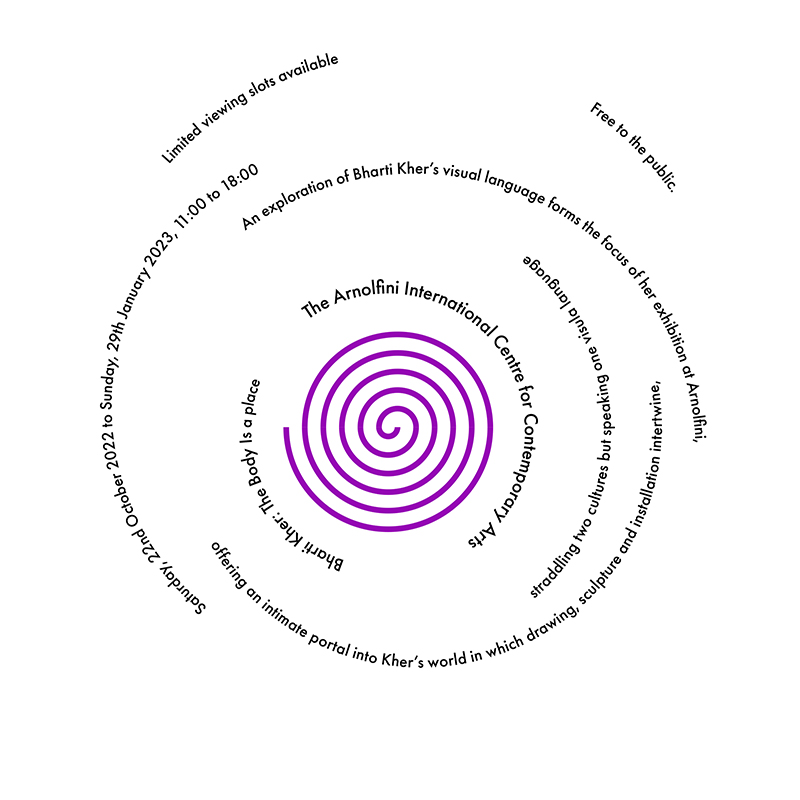 Limited viewing slots available
Free to the public.
Saturday, 22nd October 2022 to Sunday, 29th January 2023, 11:00 to 18:00
An exploration of Bharti Kher's visual language forms the focus of her exhibition at Arnolfini,
The Arnolfini International Centre for Contemporary Arts
Bharti Kher: The Body Is a place
offering an intimate portal into Kher's world in which drawing, sculpture and installation intertwine,
straddling two cultures but speaking one visula language